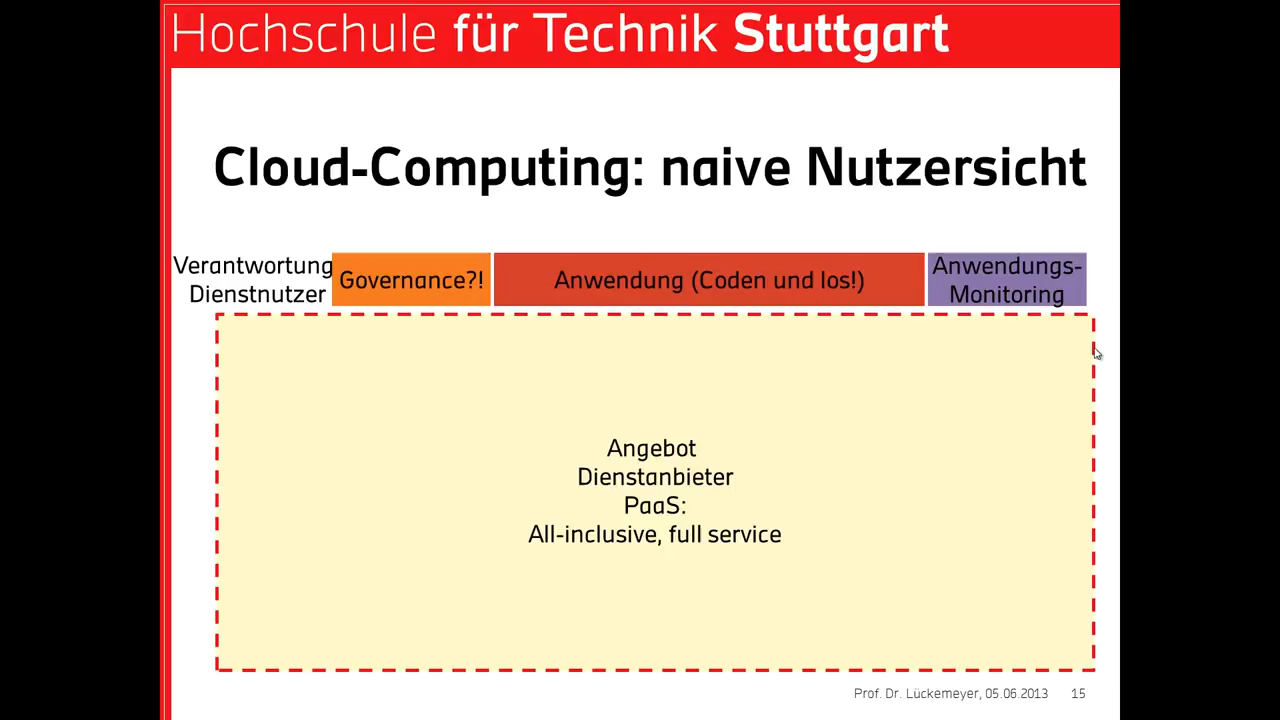 Hochschule für Technik Stuttgart
Cloud-Computing: naive Nutzersicht
Verantwortung
Dienstnutzer
Governance?!
Anwendung (Coden und los!)
Anwendungs-
Monitoring
Angebot
Dienstanbieter
PaaS:
All-inclusive, full service
Prof. Dr. Lückemeyer, 05.06.2013 15